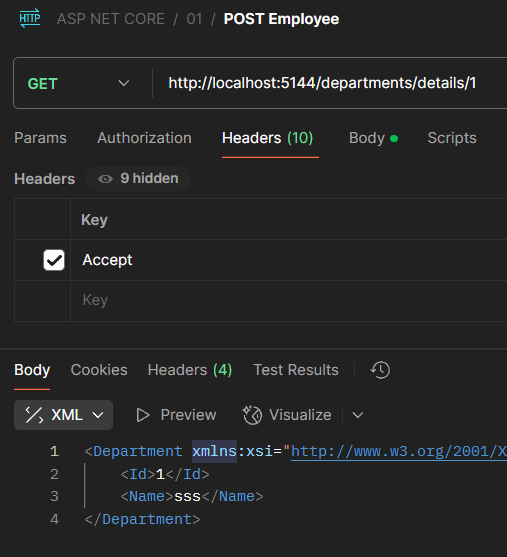 HTTP ASP NET CORE / 01 / POST Employee
GET http://localhost:5144/departments/details/1
Params Authorization Headers (10) Body Scripts
Headers 9 hidden
Key
Accept
Key
Body Cookies Headers (4) Test Results
XML Preview Visualize
1 <Department xmlns:xsi="http://www.w3.org/2001/X
2 <Id>1</Id>
3 <Name>sss</Name>
4 </Department>